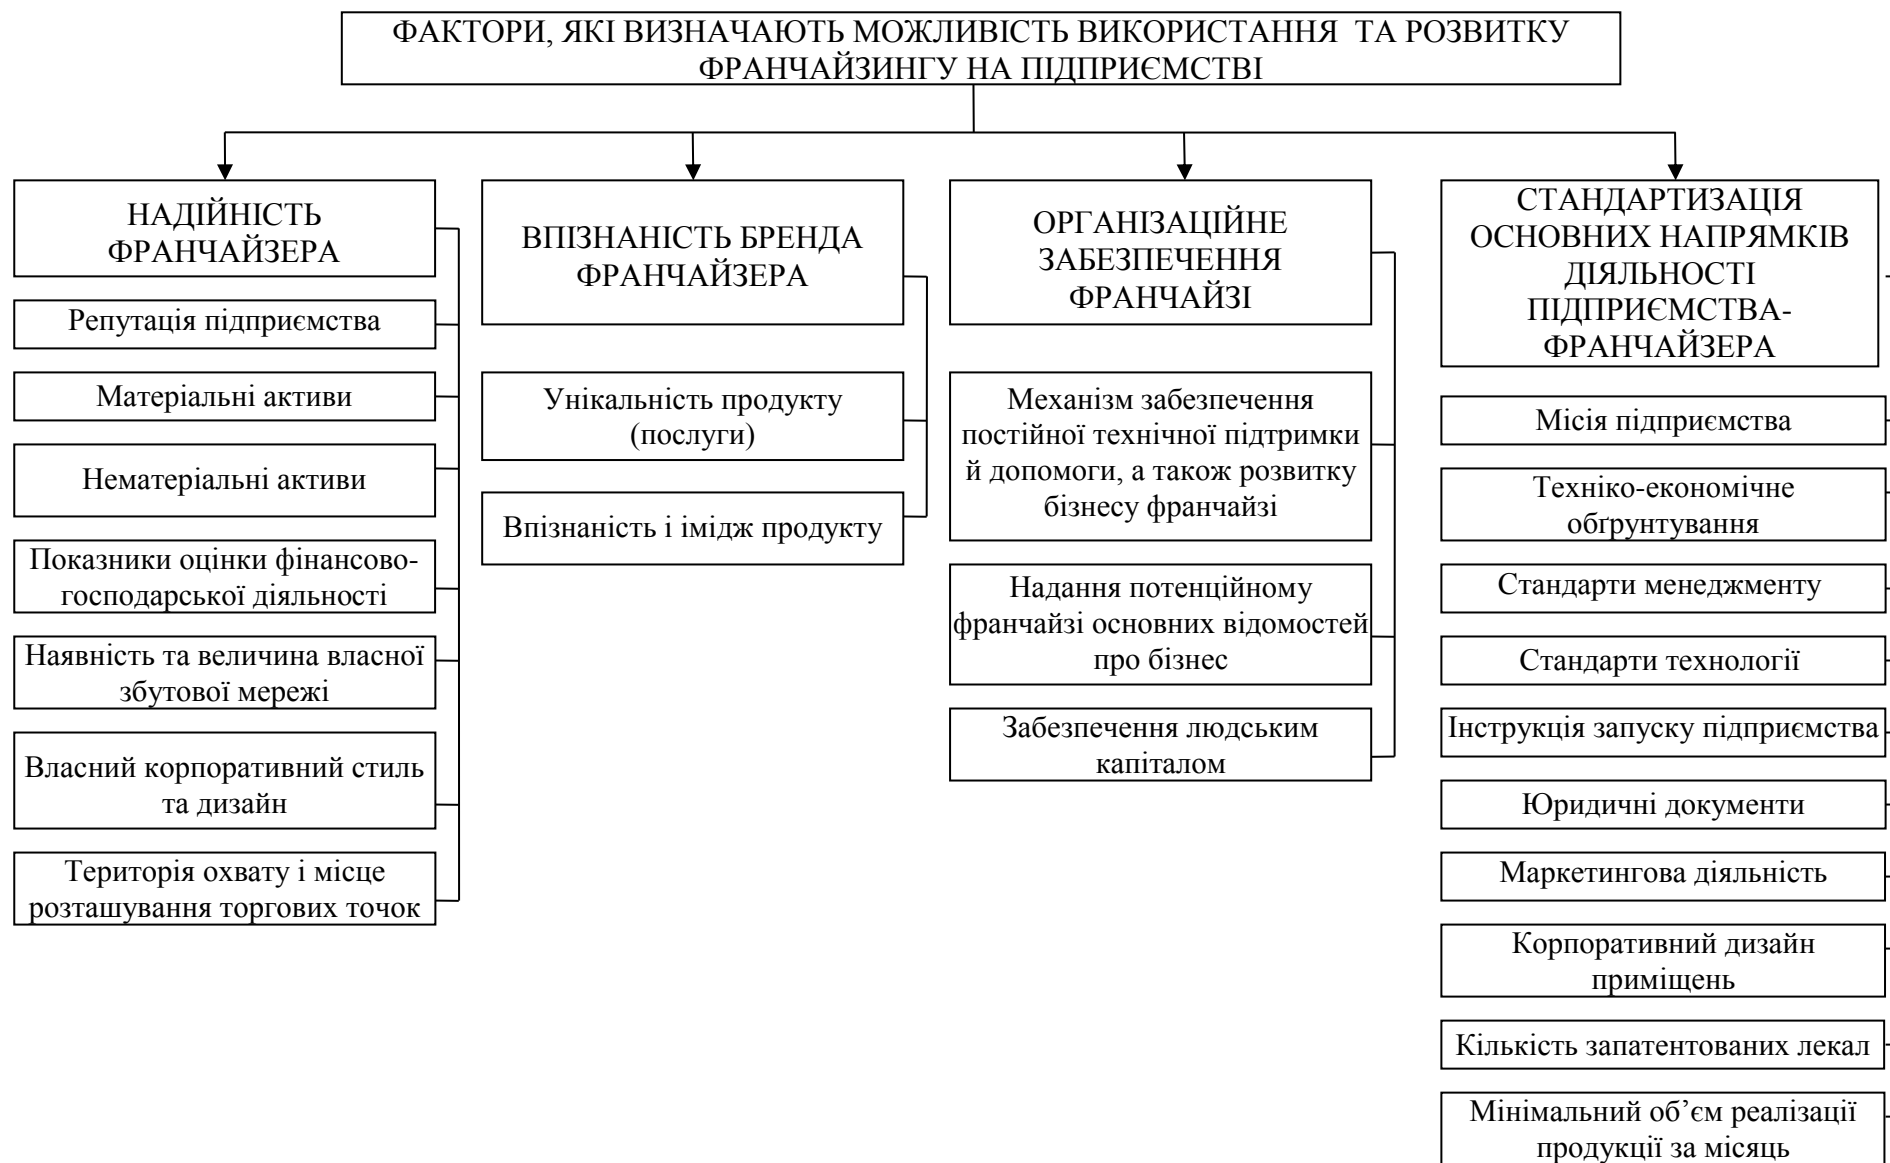 ФАКТОРИ, ЯКІ ВИЗНАЧАЮТЬ МОЖЛИВІСТЬ ВИКОРИСТАННЯ ТА РОЗВИТКУ
ФРАНЧАЙЗИНГУ НА ПІДПРИЄМСТВІ
НАДІЙНІСТЬ
ФРАНЧАЙЗЕРА
Репутація підприємства
Матеріальні активи
Нематеріальні активи
Показники оцінки фінансово-
господарської діяльності
Наявність та величина власної
збутової мережі
Власний корпоративний стиль
та дизайн
Територія охвату і місце
розташування торгових точок
ВПІЗНАНІСТЬ БРЕНДА
ФРАНЧАЙЗЕРА
Унікальність продукту
(послуги)
Впізнаність і імідж продукту
ОРГАНІЗАЦІЙНЕ
ЗАБЕЗПЕЧЕННЯ
ФРАНЧАЙЗІ
Механізм забезпечення
постійної технічної підтримки
й допомоги, а також розвитку
бізнесу франчайзі
Надання потенційному
франчайзі основних відомостей
про бізнес
Забезпечення людським
капіталом
СТАНДАРТИЗАЦІЯ
ОСНОВНИХ НАПРЯМКІВ
ДІЯЛЬНОСТІ
ПІДПРИЄМСТВА-
ФРАНЧАЙЗЕРА
Місія підприємства
Техніко-економічне
обґрунтування
Стандарти менеджменту
Стандарти технології
Інструкція запуску підприємства
Юридичні документи
Маркетингова діяльність
Корпоративний дизайн
приміщень
Кількість запатентованих лекал
Мінімальний об’єм реалізації
продукції за місяць